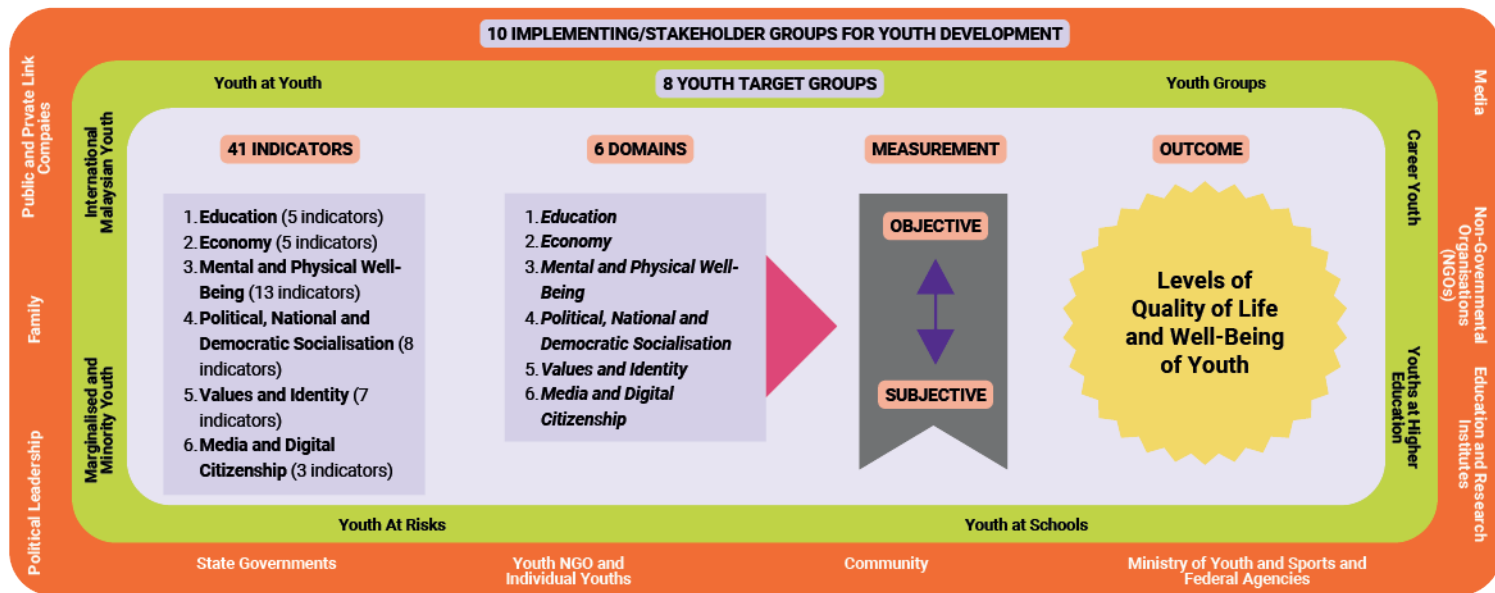 10 IMPLEMENTING/STAKEHOLDER GROUPS FOR YOUTH DEVELOPMENT
Youth at Youth
8 YOUTH TARGET GROUPS
Youth Groups
Public and Prvate Link
Compaies
Family
Political Leadership
International
Malaysian Youth
Marginalised and
Minority Youth
41 INDICATORS
1. Education (5 indicators)
2. Economy (5 indicators)
3. Mental and Physical Well-
Being (13 indicators)
4. Political, National and
Democratic Socialisation (8
indicators)
5. Values and Identity (7
indicators)
6. Media and Digital
Citizenship (3 indicators)
6 DOMAINS
1. Education
2. Economy
3. Mental and Physical Well-
Being
4. Political, National and
Democratic Socialisation
5. Values and Identity
6. Media and Digital
Citizenship
MEASUREMENT
OBJECTIVE
SUBJECTIVE
OUTCOME
Levels of
Quality of Life
and Well-Being
of Youth
Career Youth
Youths at Higher
Education
Media
Non-Governmental
Organisations
(NGOs)
Education and Research
Institutes
Youth At Risks
Youth at Schools
State Governments
Youth NGO and
Individual Youths
Community
Ministry of Youth and Sports and
Federal Agencies